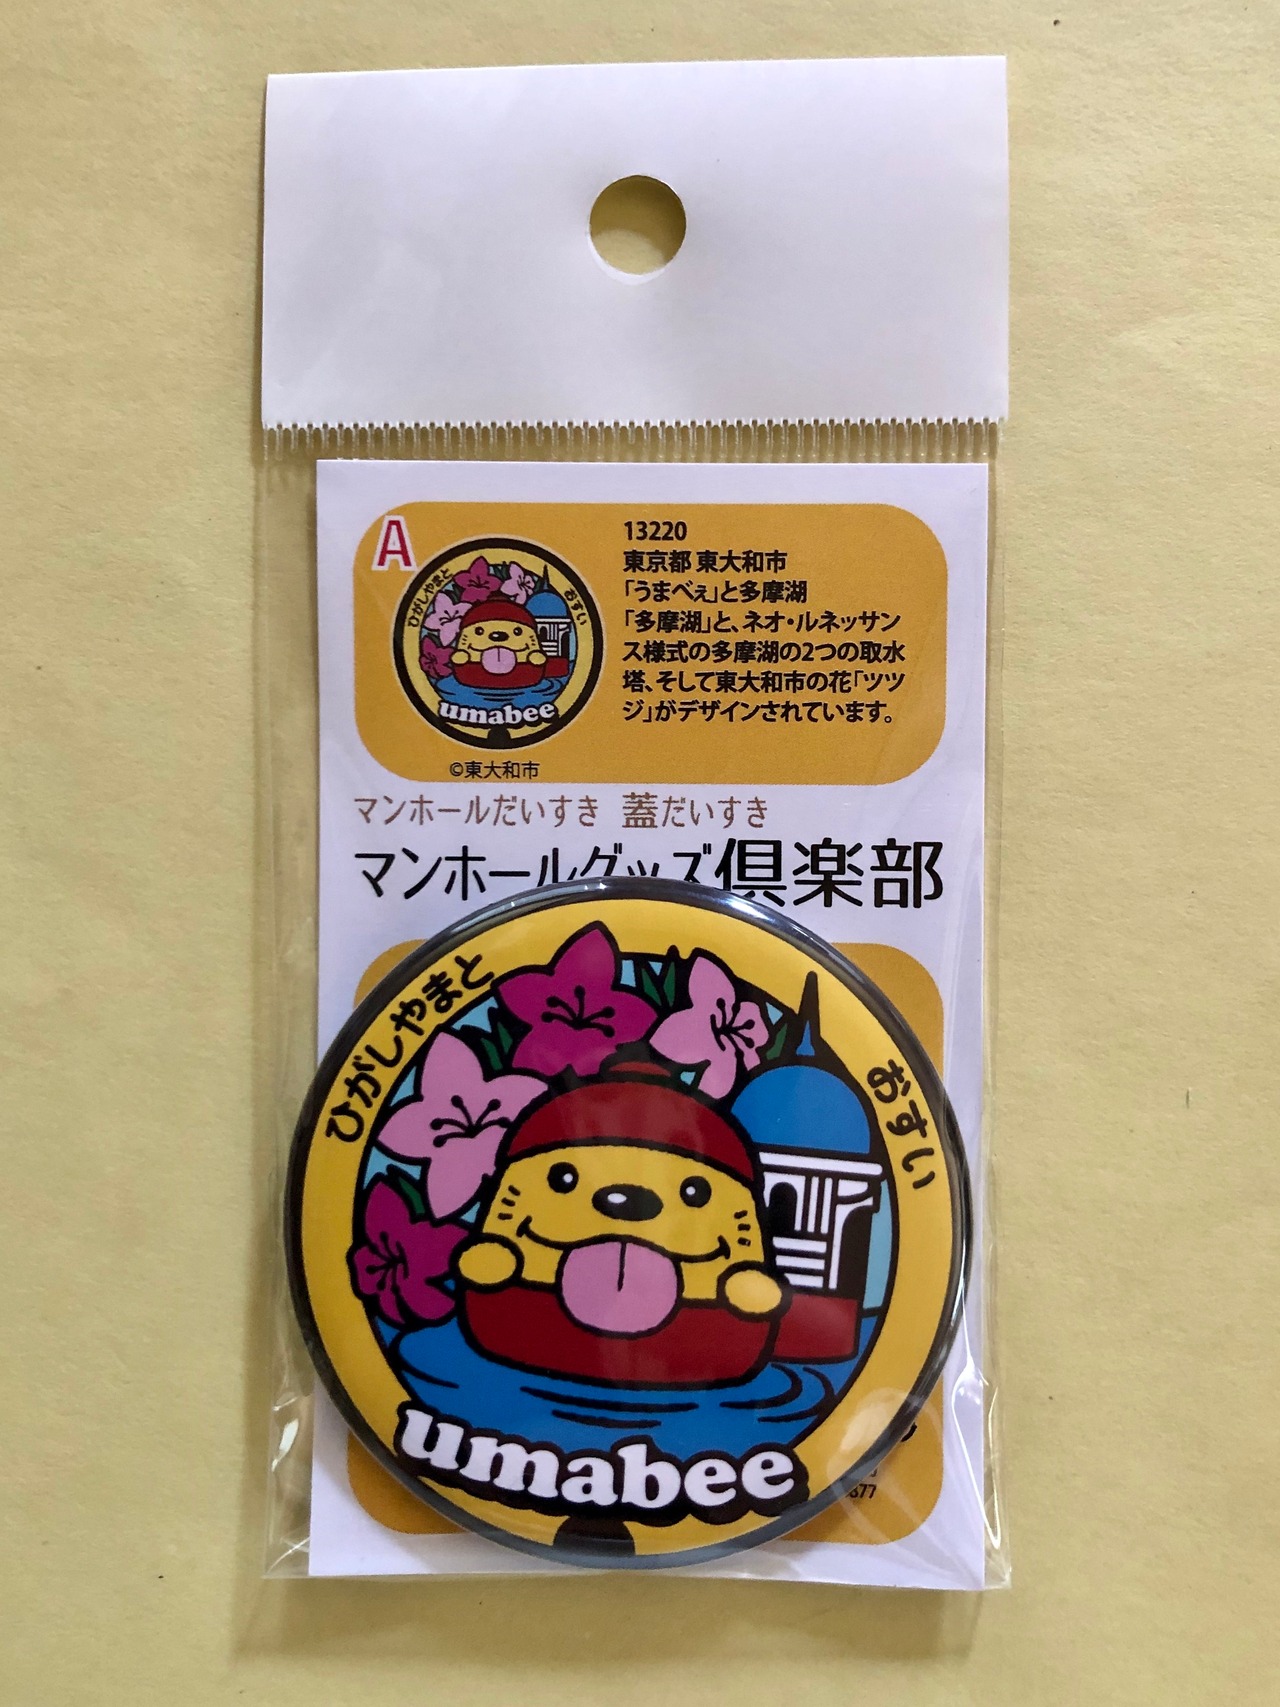 A
13220
東京都 東大和市
「うまべぇ」と多摩湖
「多摩湖」と、ネオ・ルネッサン
ス様式の多摩湖の2つの取水
塔、そして東大和市の花「ツツ
ジ」がデザインされています。
ひがしやまと
おすい
umabee
©東大和市
マンホールだいすき 蓋だいすき
マンホールグッズ倶楽部
ひがしやまと
おすい
umabee